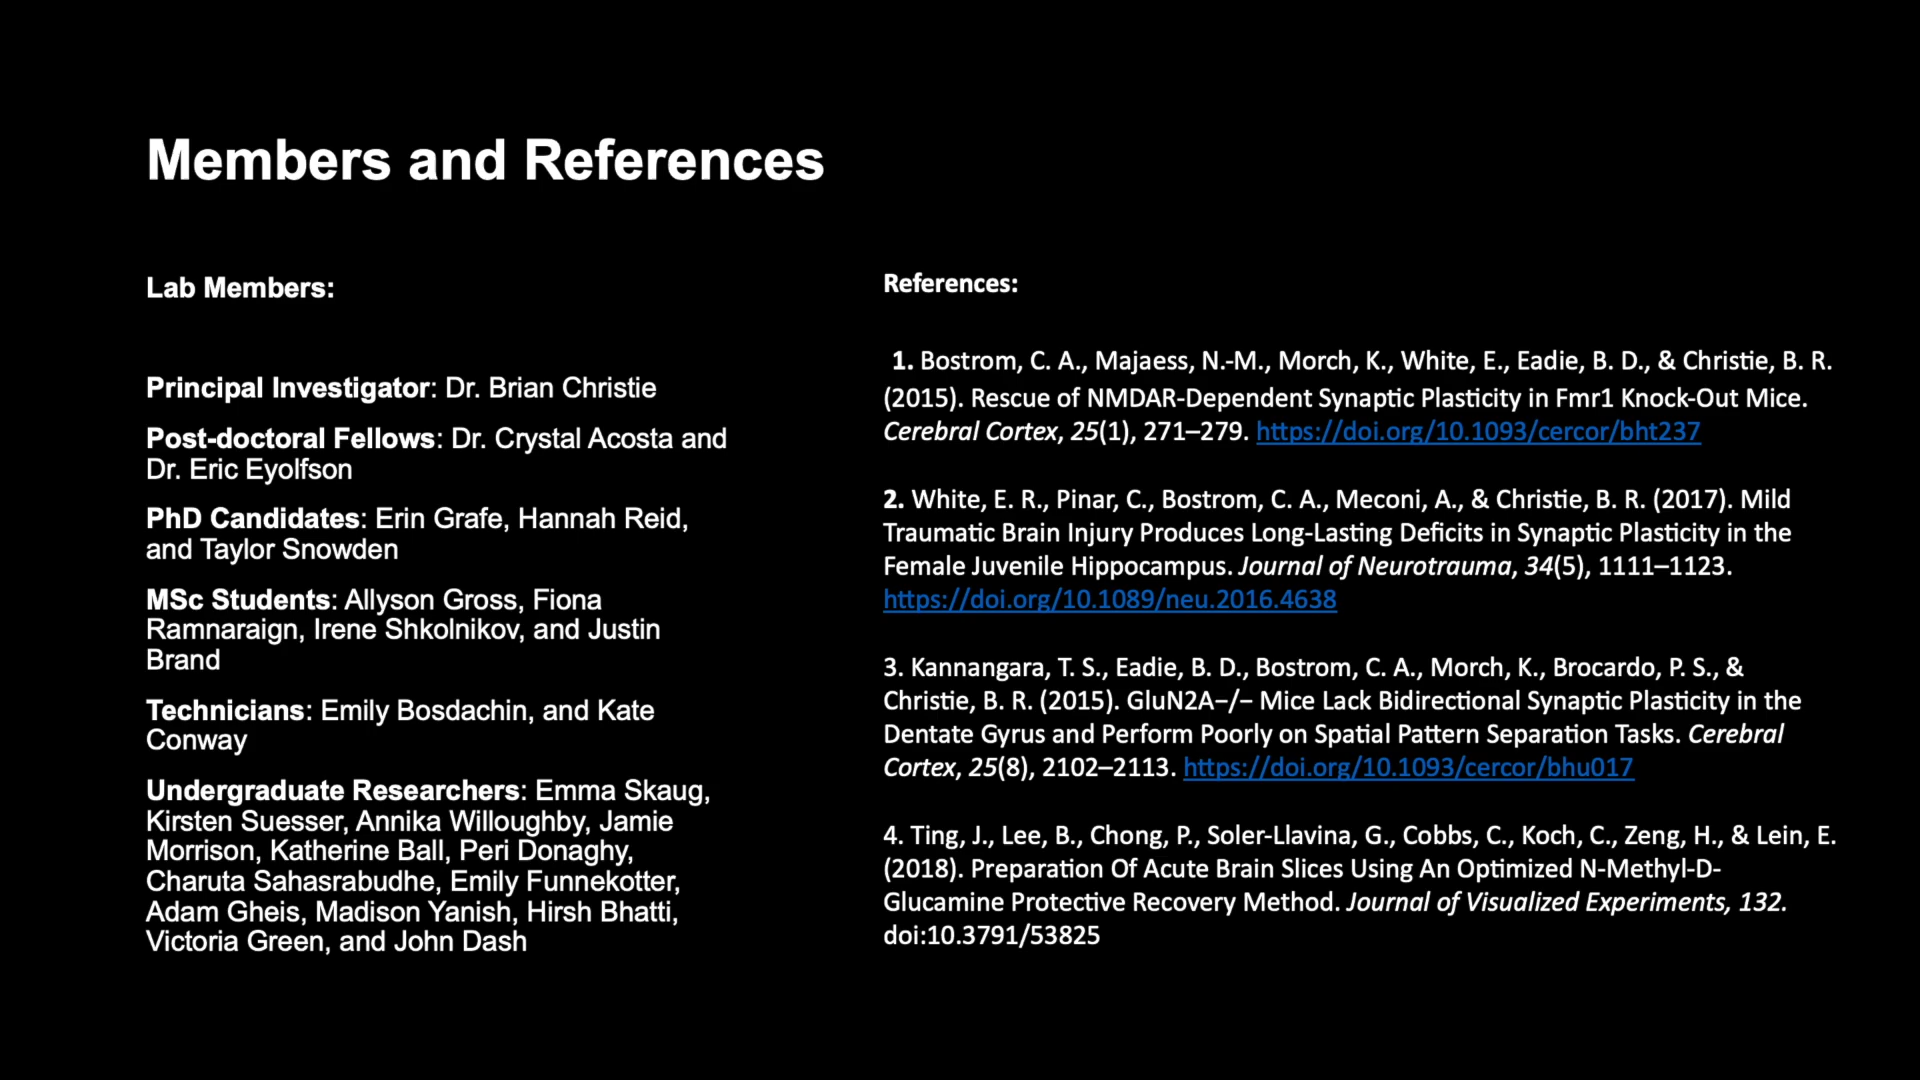 Members and References
Lab Members:
Principal Investigator: Dr. Brian Christie
Post-doctoral Fellows: Dr. Crystal Acosta and
Dr. Eric Eyolfson
PhD Candidates: Erin Grafe, Hannah Reid,
and Taylor Snowden
MSc Students: Allyson Gross, Fiona
Ramnaraign, Irene Shkolnikov, and Justin
Brand
Technicians: Emily Bosdachin, and Kate
Conway
Undergraduate Researchers: Emma Skaug,
Kirsten Suesser, Annika Willoughby, Jamie
Morrison, Katherine Ball, Peri Donaghy,
Charuta Sahasrabudhe, Emily Funnekotter,
Adam Gheis, Madison Yanish, Hirsh Bhatti,
Victoria Green, and John Dash
References:
1. Bostrom, C. A., Majaess, N.-M., Morch, K., White, E., Eadie, B. D., & Christie, B. R.
(2015). Rescue of NMDAR-Dependent Synaptic Plasticity in Fmr1 Knock-Out Mice.
Cerebral Cortex, 25(1), 271–279. https://doi.org/10.1093/cercor/bht237
2. White, E. R., Pinar, C., Bostrom, C. A., Meconi, A., & Christie, B. R. (2017). Mild
Traumatic Brain Injury Produces Long-Lasting Deficits in Synaptic Plasticity in the
Female Juvenile Hippocampus. Journal of Neurotrauma, 34(5), 1111–1123.
https://doi.org/10.1089/neu.2016.4638
3. Kannangara, T. S., Eadie, B. D., Bostrom, C. A., Morch, K., Brocardo, P. S., &
Christie, B. R. (2015). GluN2A−/− Mice Lack Bidirectional Synaptic Plasticity in the
Dentate Gyrus and Perform Poorly on Spatial Pattern Separation Tasks. Cerebral
Cortex, 25(8), 2102–2113. https://doi.org/10.1093/cercor/bhu017
4. Ting, J., Lee, B., Chong, P., Soler-Llavina, G., Cobbs, C., Koch, C., Zeng, H., & Lein, E.
(2018). Preparation Of Acute Brain Slices Using An Optimized N-Methyl-D-
Glucamine Protective Recovery Method. Journal of Visualized Experiments, 132.
doi:10.3791/53825